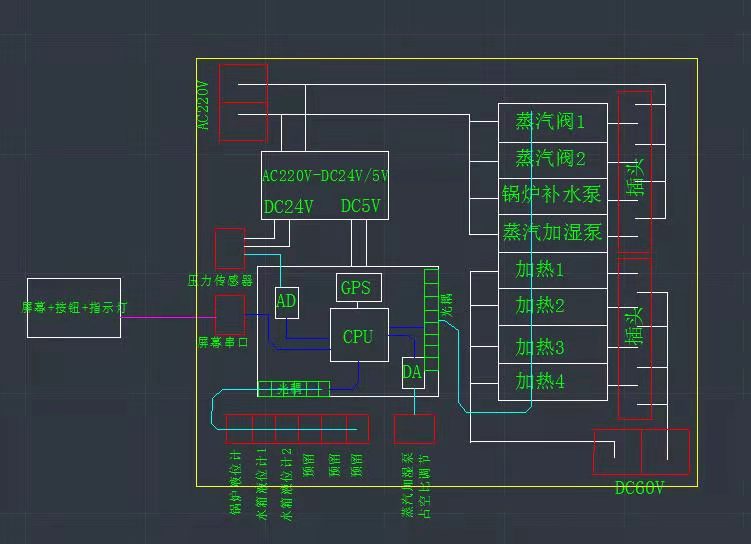 AC220V
AC220V-DC24V/5V
DC24V
DC5V
压力传感器
屏幕+按钮+指示灯
屏幕串口
AD
GPS
CPU
DA
光耦
光耦
锅炉液位计
水箱液位计1
水箱液位计2
预留
预留
预留
蒸汽加湿泵
占空比调节
蒸汽阀1
蒸汽阀2
锅炉补水泵
蒸汽加湿泵
加热1
加热2
加热3
加热4
插头
插头
DC60V